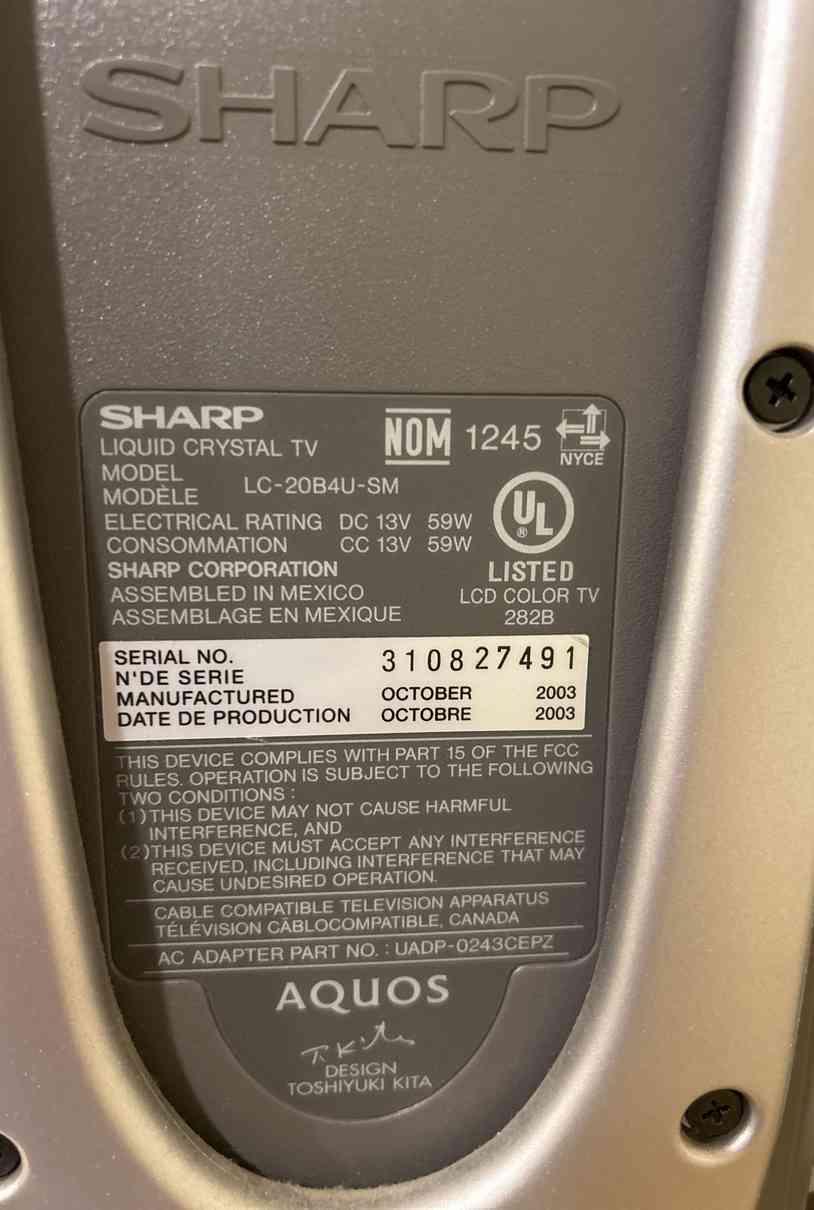 SHARP
SHARP
LIQUID CRYSTAL TV
NOM 1245
NYCE
MODEL
MODÈLE
LC-20B4U-SM
ELECTRICAL RATING DC 13V 59W
CONSOMMATION CC 13V 59W
UL
®
SHARP CORPORATION
LISTED
ASSEMBLED IN MEXICO
LCD COLOR TV
ASSEMBLAGE EN MEXIQUE
282B
SERIAL NO. 310827491
N'DE SERIE
MANUFACTURED OCTOBER 2003
DATE DE PRODUCTION OCTOBRE 2003
THIS DEVICE COMPLIES WITH PART 15 OF THE FCC
RULES. OPERATION IS SUBJECT TO THE FOLLOWING
TWO CONDITIONS :
(1)THIS DEVICE MAY NOT CAUSE HARMFUL
INTERFERENCE, AND
(2)THIS DEVICE MUST ACCEPT ANY INTERFERENCE
RECEIVED, INCLUDING INTERFERENCE THAT MAY
CAUSE UNDESIRED OPERATION.
CABLE COMPATIBLE TELEVISION APPARATUS
TÉLÉVISION CÂBLOCOMPATIBLE, CANADA
AC ADAPTER PART NO. : UADP-0243CEPZ
AQUOS
T. Kita
DESIGN
TOSHIYUKI KITA